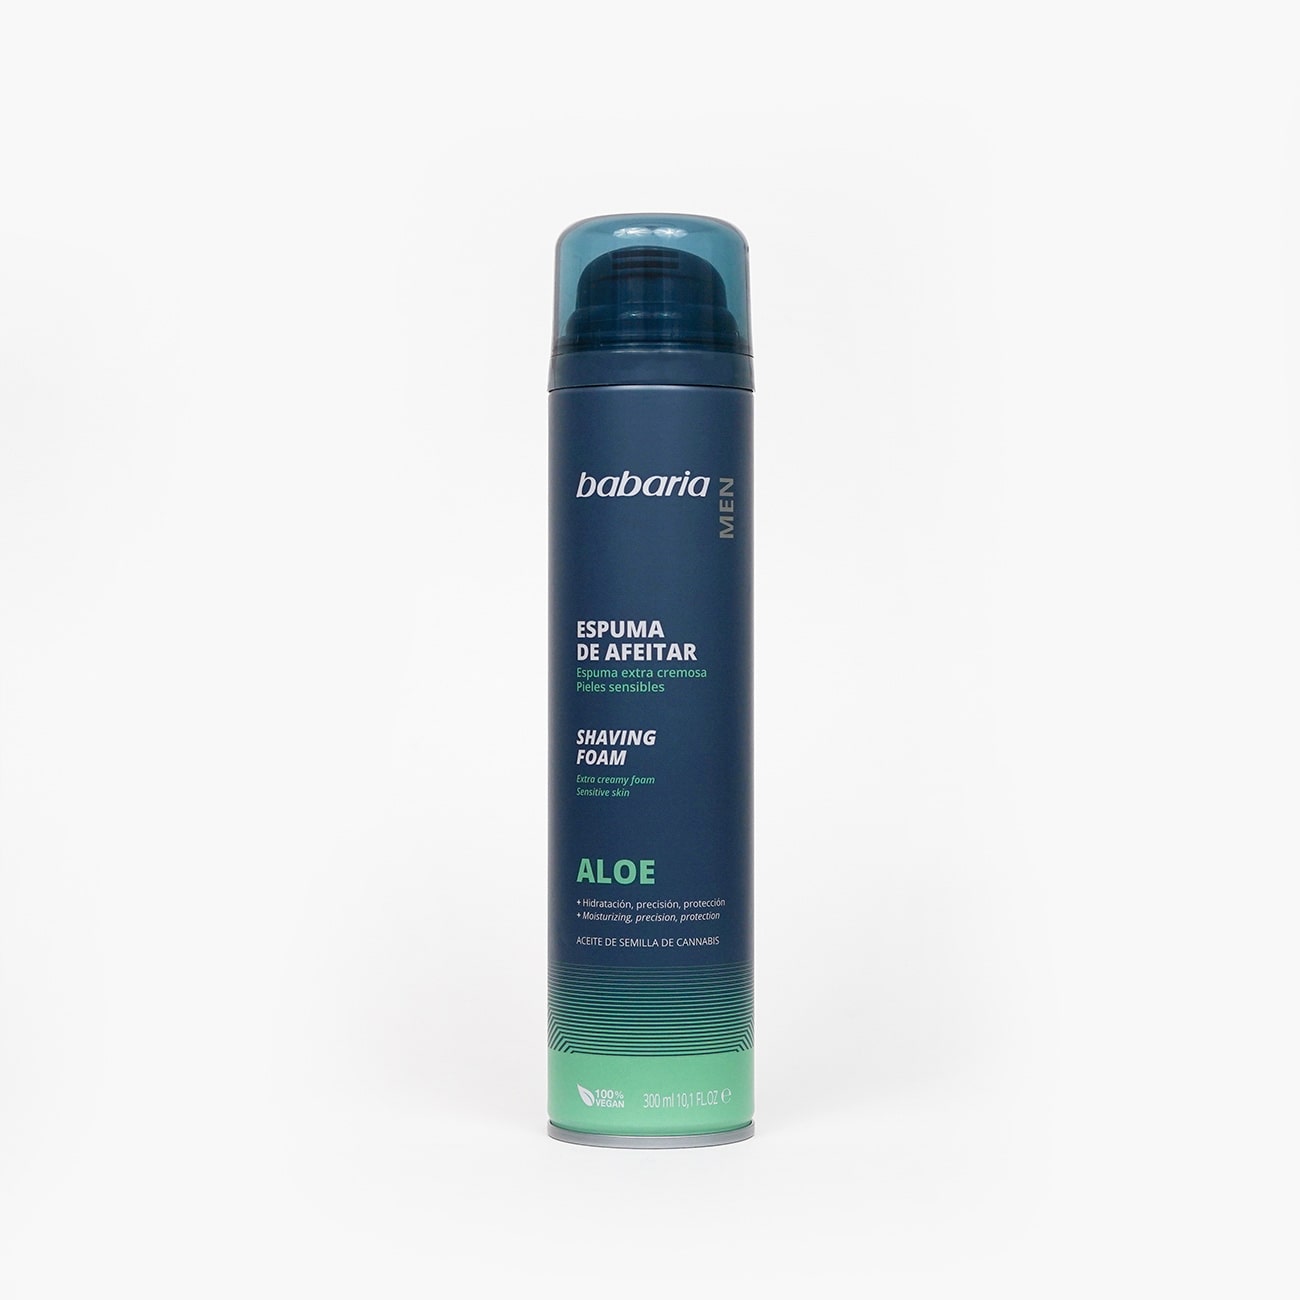 babaria
MEN
ESPUMA
DE AFEITAR
Espuma extra cremosa
Pieles sensibles
SHAVING
FOAM
Extra creamy foam
Sensitive skin
ALOE
+ Hidratación, precisión, protección
+ Moisturizing, precision, protection
ACEITE DE SEMILLA DE CANNABIS
100%
VEGAN
300 ml 10,1 FL.OZ ℮